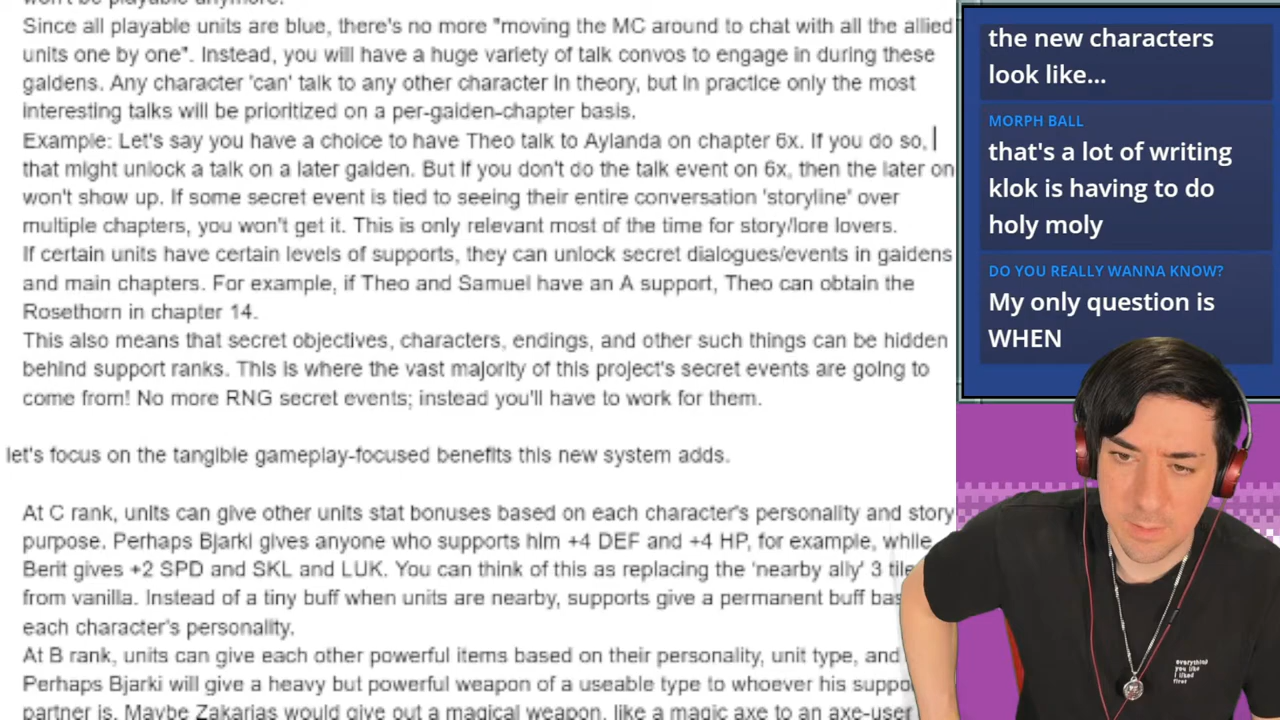 won't be playable anymore.
Since all playable units are blue, there's no more "moving the MC around to chat with all the allied
units one by one". Instead, you will have a huge variety of talk convos to engage in during these
gaidens. Any character 'can' talk to any other character in theory, but in practice only the most
interesting talks will be prioritized on a per-gaiden-chapter basis.
Example: Let's say you have a choice to have Theo talk to Aylanda on chapter 6x. If you do so,
that might unlock a talk on a later gaiden. But if you don't do the talk event on 6x, then the later on
won't show up. If some secret event is tied to seeing their entire conversation 'storyline' over
multiple chapters, you won't get it. This is only relevant most of the time for story/lore lovers.
If certain units have certain levels of supports, they can unlock secret dialogues/events in gaidens
and main chapters. For example, if Theo and Samuel have an A support, Theo can obtain the
Rosethorn in chapter 14.
This also means that secret objectives, characters, endings, and other such things can be hidden
behind support ranks. This is where the vast majority of this project's secret events are going to
come from! No more RNG secret events; instead you'll have to work for them.
let's focus on the tangible gameplay-focused benefits this new system adds.
At C rank, units can give other units stat bonuses based on each character's personality and story
purpose. Perhaps Bjarki gives anyone who supports him +4 DEF and +4 HP, for example, while
Berit gives +2 SPD and SKL and LUK. You can think of this as replacing the 'nearby ally' 3 tile
from vanilla. Instead of a tiny buff when units are nearby, supports give a permanent buff
each character's personality.
At B rank, units can give each other powerful items based on their personality, unit type, and
Perhaps Bjarki will give a heavy but powerful weapon of a useable type to whoever his
partner is. Maybe Zakarias would give out a magical weapon, like a magic axe to an axe-user
the new characters
look like...
MORPH BALL
that's a lot of writing
klok is having to do
holy moly
DO YOU REALLY WANNA KNOW?
My only question is
WHEN
everything
you like
I liked
first